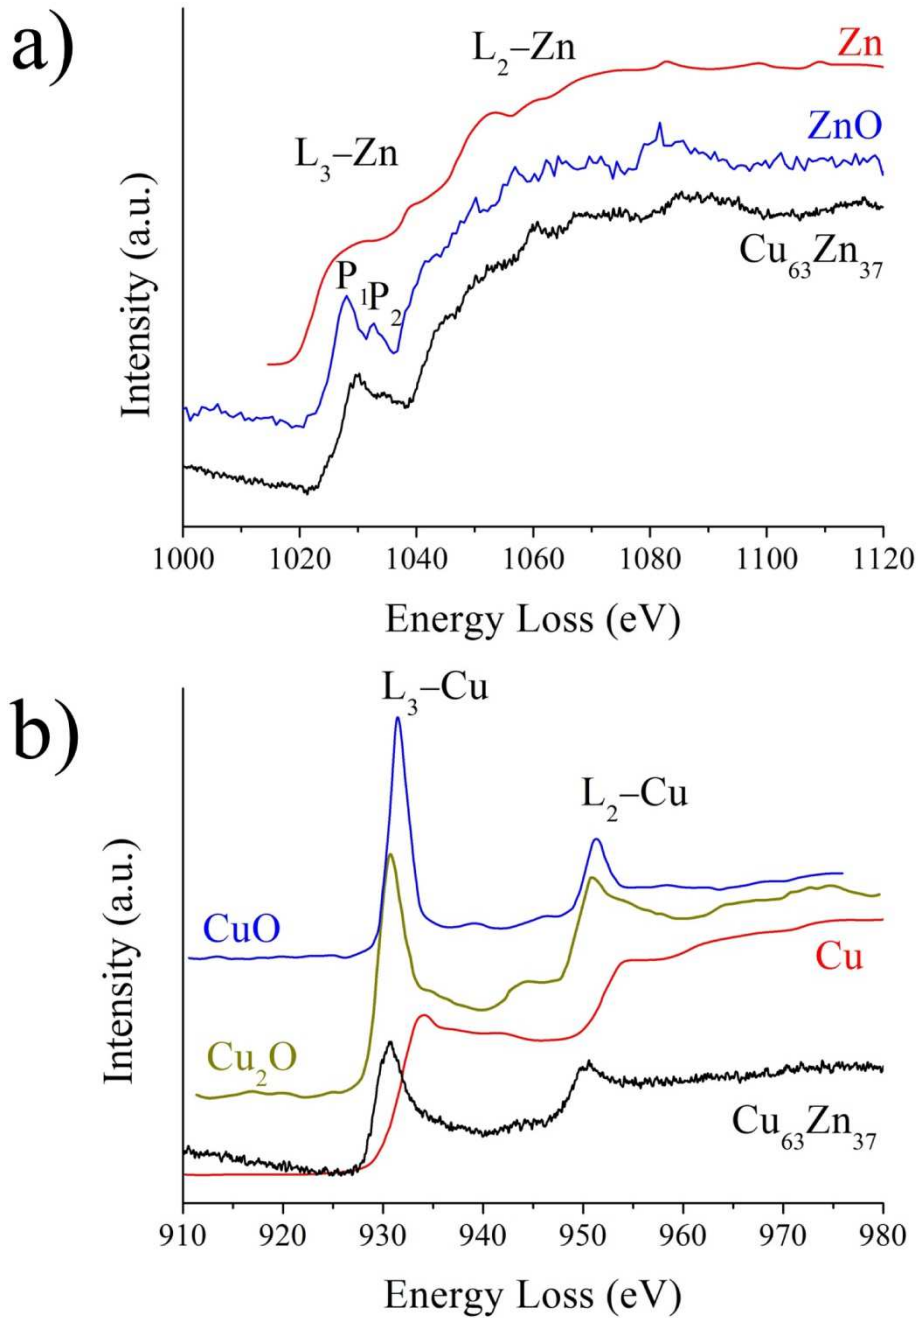 a)
L₂–Zn
Zn
L₃–Zn
ZnO
P₁
P₂
Cu₆₃Zn₃₇
Intensity (a.u.)
1000 1020 1040 1060 1080 1100 1120
Energy Loss (eV)
b)
L₃–Cu
L₂–Cu
CuO
Cu
Cu₂O
Cu₆₃Zn₃₇
Intensity (a.u.)
910 920 930 940 950 960 970 980
Energy Loss (eV)